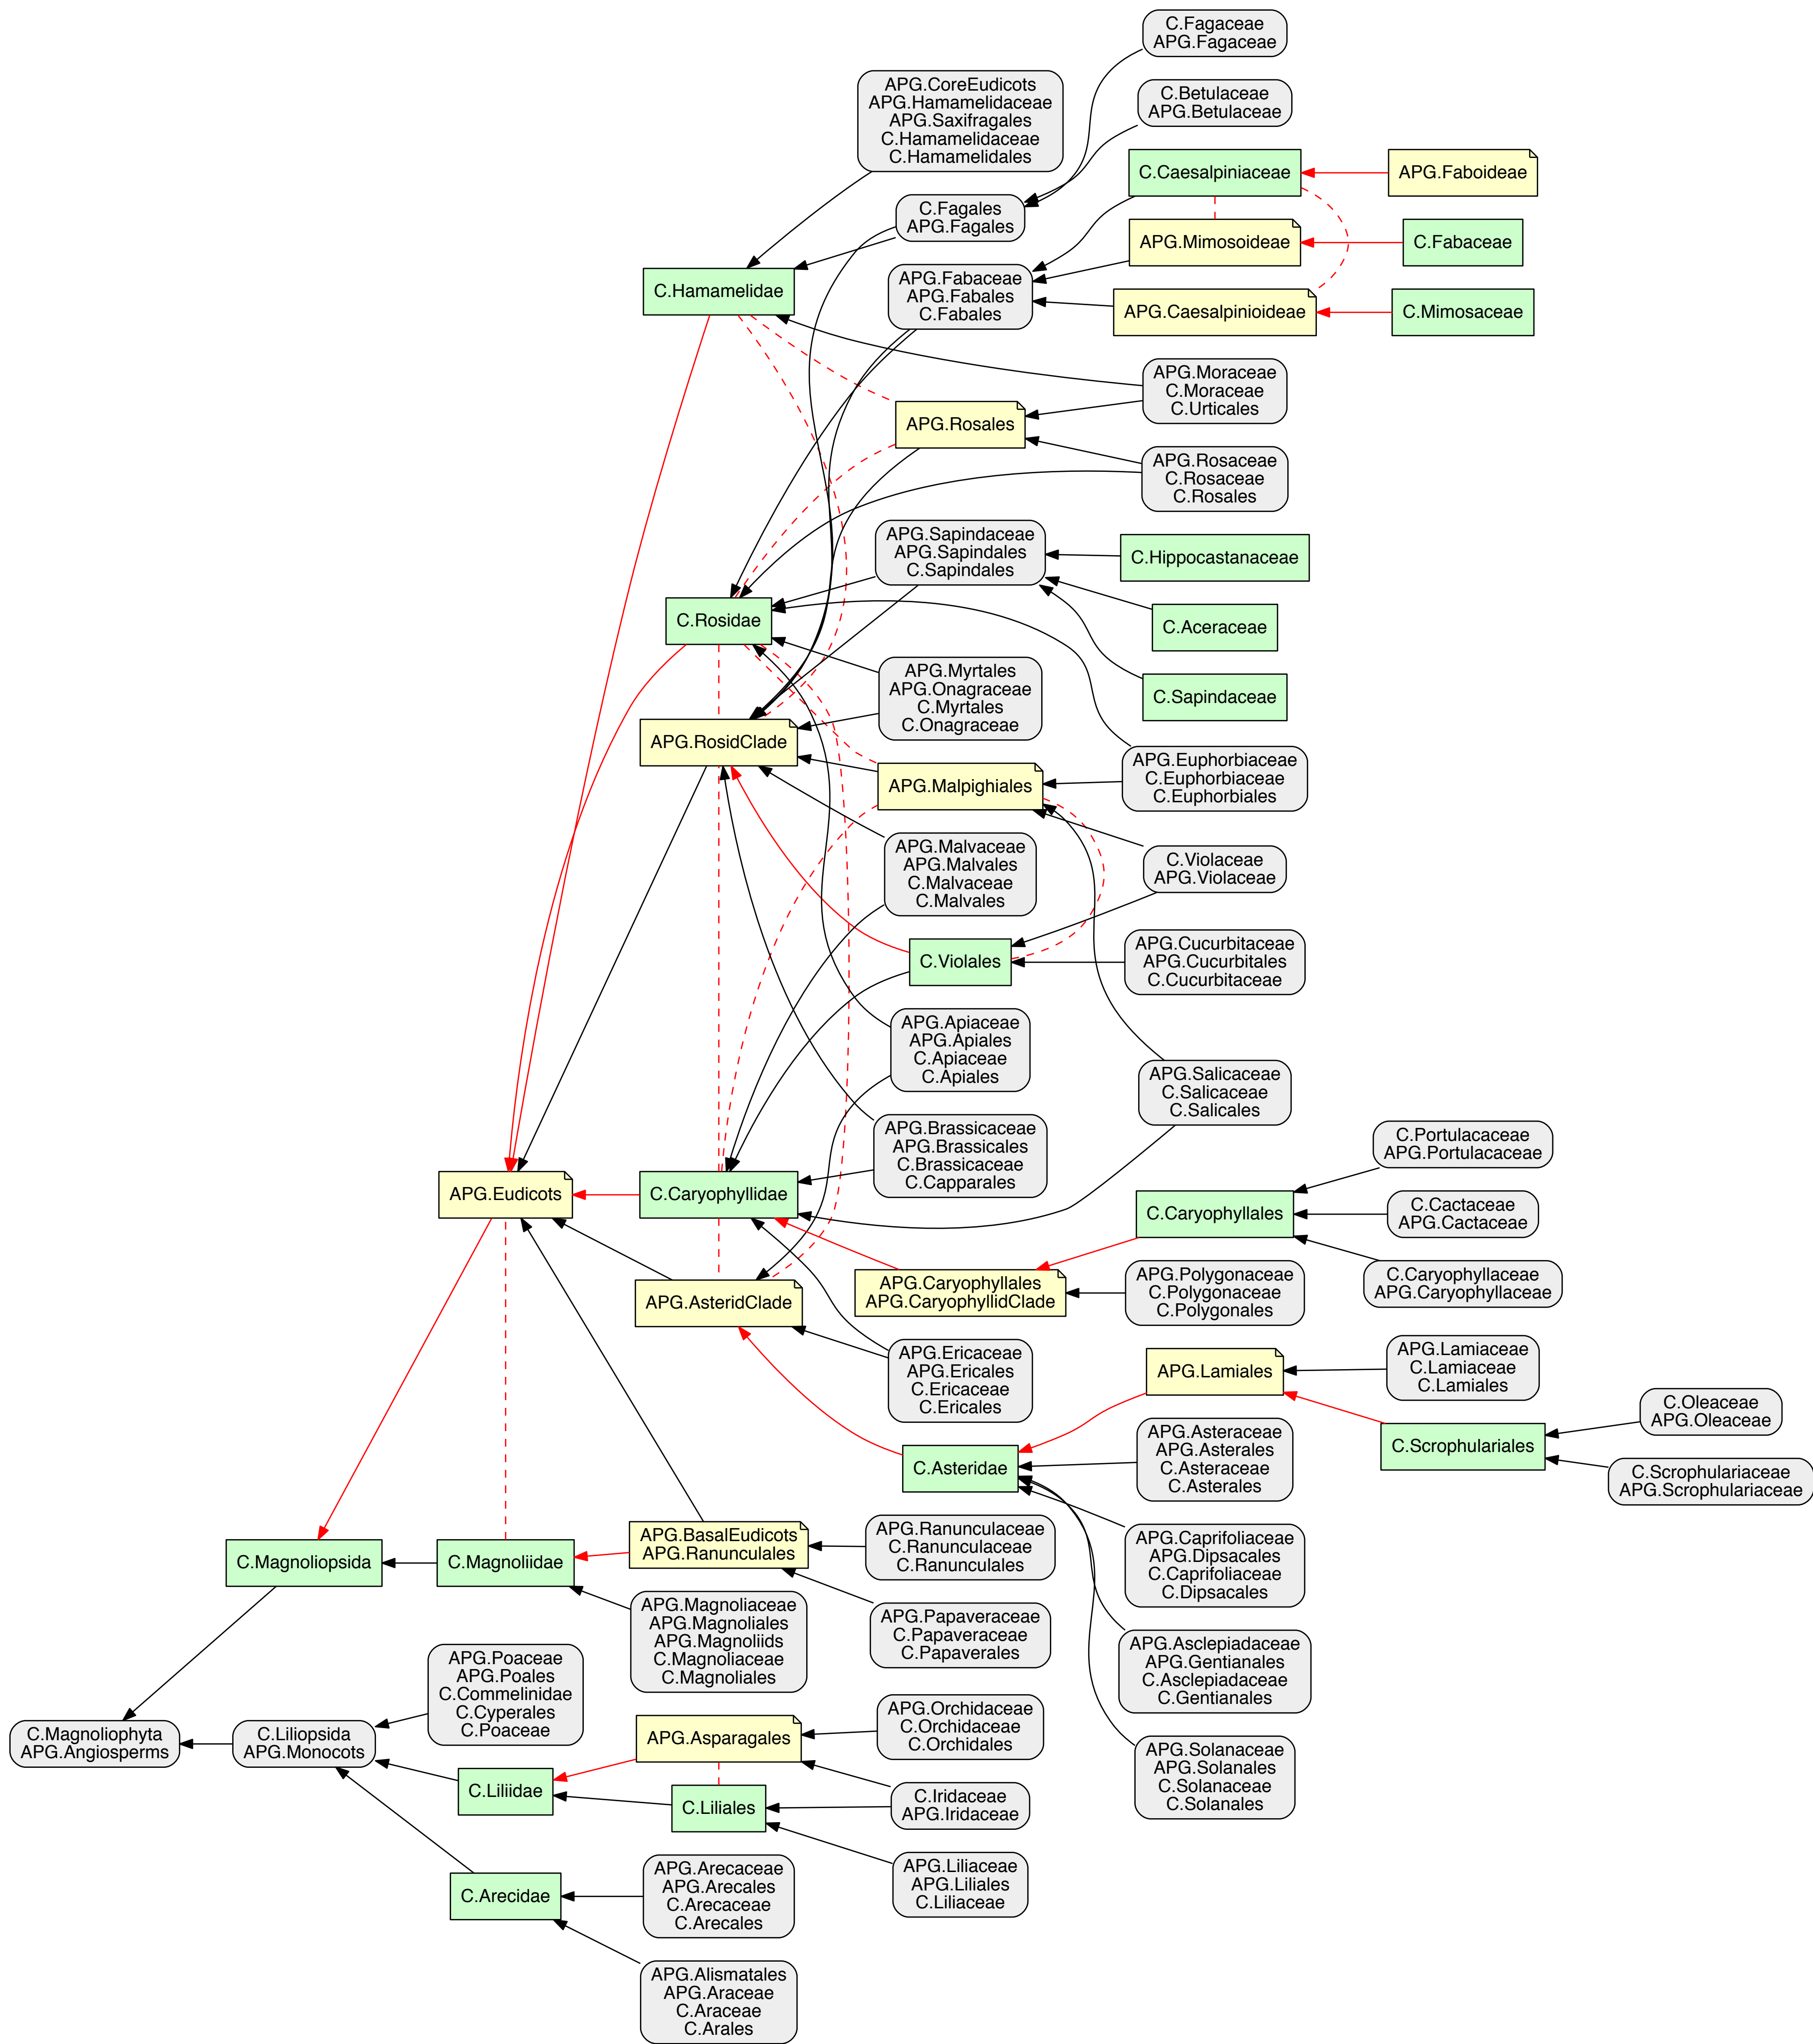 C.Fagaceae
APG.Fagaceae
APG.CoreEudicots
APG.Hamamelidaceae
APG.Saxifragales
C.Hamamelidaceae
C.Hamamelidales
C.Betulaceae
APG.Betulaceae
C.Caesalpiniaceae
APG.Faboideae
C.Fagales
APG.Fagales
APG.Mimosoideae
C.Fabaceae
C.Hamamelidae
APG.Fabaceae
APG.Fabales
C.Fabales
APG.Caesalpinioideae
C.Mimosaceae
APG.Moraceae
C.Moraceae
C.Urticales
APG.Rosales
APG.Rosaceae
C.Rosaceae
C.Rosales
APG.Sapindaceae
APG.Sapindales
C.Sapindales
C.Hippocastanaceae
C.Rosidae
C.Aceraceae
APG.Myrtales
APG.Onagraceae
C.Myrtales
C.Onagraceae
C.Sapindaceae
APG.RosidClade
APG.Malpighiales
APG.Euphorbiaceae
C.Euphorbiaceae
C.Euphorbiales
APG.Malvaceae
APG.Malvales
C.Malvaceae
C.Malvales
C.Violaceae
APG.Violaceae
C.Violales
APG.Cucurbitaceae
APG.Cucurbitales
C.Cucurbitaceae
APG.Apiaceae
APG.Apiales
C.Apiaceae
C.Apiales
APG.Salicaceae
C.Salicaceae
C.Salicales
APG.Brassicaceae
APG.Brassicales
C.Brassicaceae
C.Capparales
C.Portulacaceae
APG.Portulacaceae
APG.Eudicots
C.Caryophyllidae
C.Caryophyllales
C.Cactaceae
APG.Cactaceae
APG.AsteridClade
APG.Caryophyllales
APG.CaryophyllidClade
APG.Polygonaceae
C.Polygonaceae
C.Polygonales
C.Caryophyllaceae
APG.Caryophyllaceae
APG.Ericaceae
APG.Ericales
C.Ericaceae
C.Ericales
APG.Lamiales
APG.Lamiaceae
C.Lamiaceae
C.Lamiales
C.Oleaceae
APG.Oleaceae
C.Asteridae
APG.Asteraceae
APG.Asterales
C.Asteraceae
C.Asterales
C.Scrophulariales
C.Scrophulariaceae
APG.Scrophulariaceae
C.Magnoliopsida
C.Magnoliidae
APG.BasalEudicots
APG.Ranunculales
APG.Ranunculaceae
C.Ranunculaceae
C.Ranunculales
APG.Caprifoliaceae
APG.Dipsacales
C.Caprifoliaceae
C.Dipsacales
APG.Magnoliaceae
APG.Magnoliales
APG.Magnoliids
C.Magnoliaceae
C.Magnoliales
APG.Papaveraceae
C.Papaveraceae
C.Papaverales
APG.Asclepiadaceae
APG.Gentianales
C.Asclepiadaceae
C.Gentianales
APG.Poaceae
APG.Poales
C.Commelinidae
C.Cyperales
C.Poaceae
C.Magnoliophyta
APG.Angiosperms
C.Liliopsida
APG.Monocots
APG.Asparagales
APG.Orchidaceae
C.Orchidaceae
C.Orchidales
APG.Solanaceae
APG.Solanales
C.Solanaceae
C.Solanales
C.Liliidae
C.Liliales
C.Iridaceae
APG.Iridaceae
C.Arecidae
APG.Arecaceae
APG.Arecales
C.Arecaceae
C.Arecales
APG.Liliaceae
APG.Liliales
C.Liliaceae
APG.Alismatales
APG.Araceae
C.Araceae
C.Arales